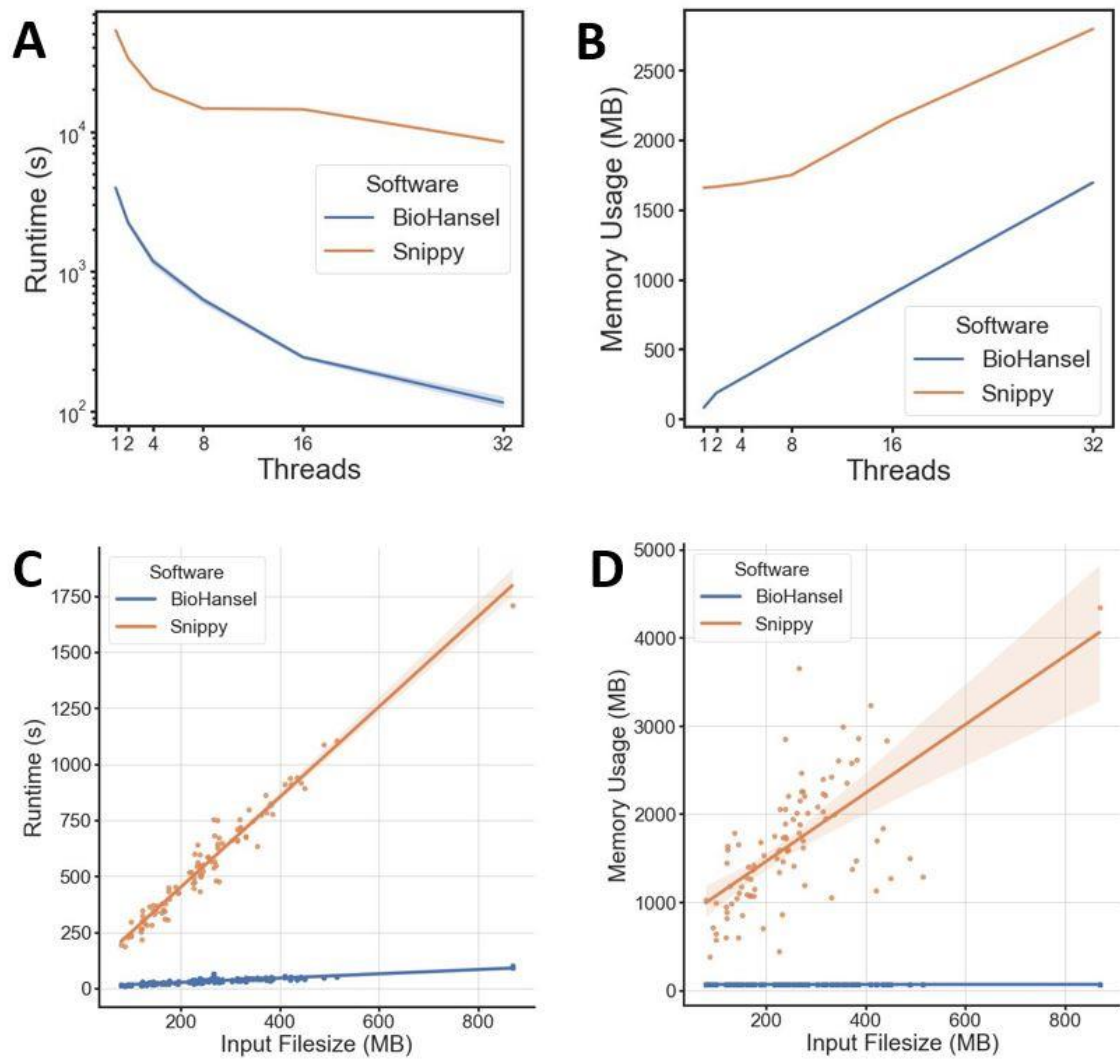 A
Runtime (s)
10^4
10^3
10^2
Software
BioHansel
Snippy
1 2 4 8 16 32
Threads
B
Memory Usage (MB)
2500
2000
1500
1000
500
0
Software
BioHansel
Snippy
1 2 4 8 16 32
Threads
C
Runtime (s)
Software
BioHansel
Snippy
1750
1500
1250
1000
750
500
250
0
200 400 600 800
Input Filesize (MB)
D
Memory Usage (MB)
Software
BioHansel
Snippy
5000
4000
3000
2000
1000
0
200 400 600 800
Input Filesize (MB)